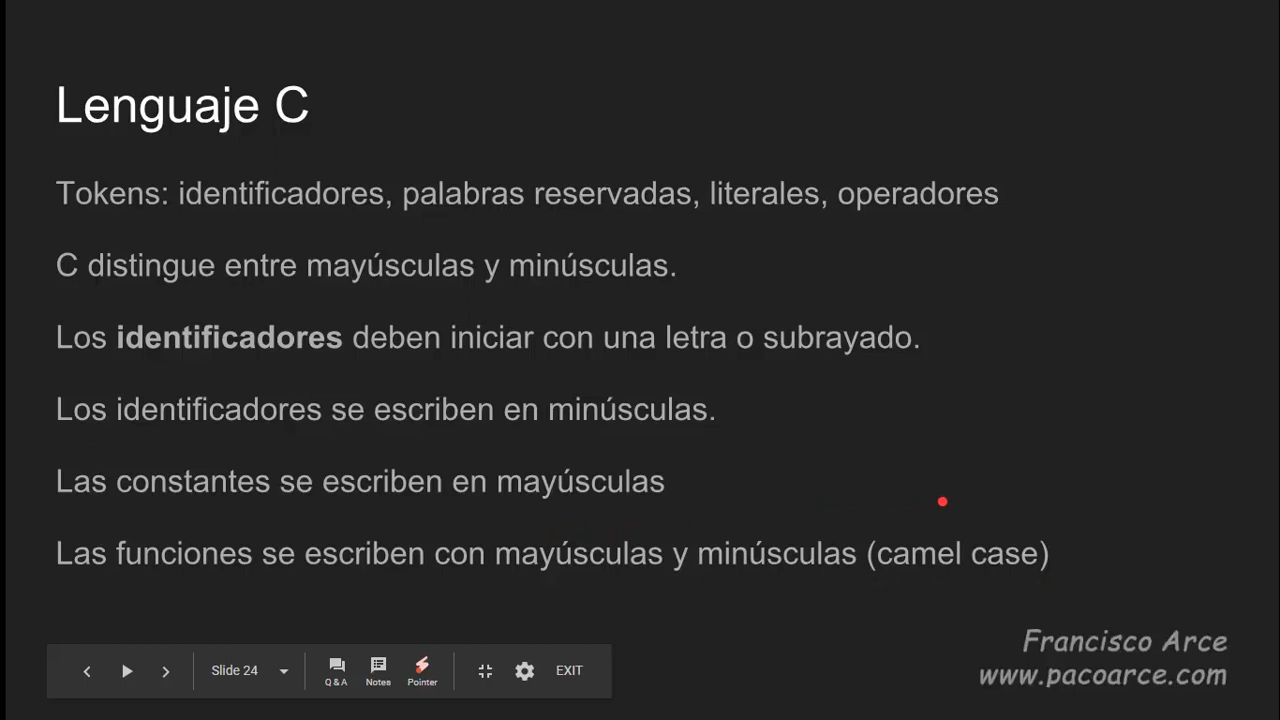 Lenguaje C
Tokens: identificadores, palabras reservadas, literales, operadores
C distingue entre mayúsculas y minúsculas.
Los identificadores deben iniciar con una letra o subrayado.
Los identificadores se escriben en minúsculas.
Las constantes se escriben en mayúsculas
Las funciones se escriben con mayúsculas y minúsculas (camel case)
Francisco Arce
www.pacoarce.com
Slide 24
Q & A
Notes
Pointer
EXIT